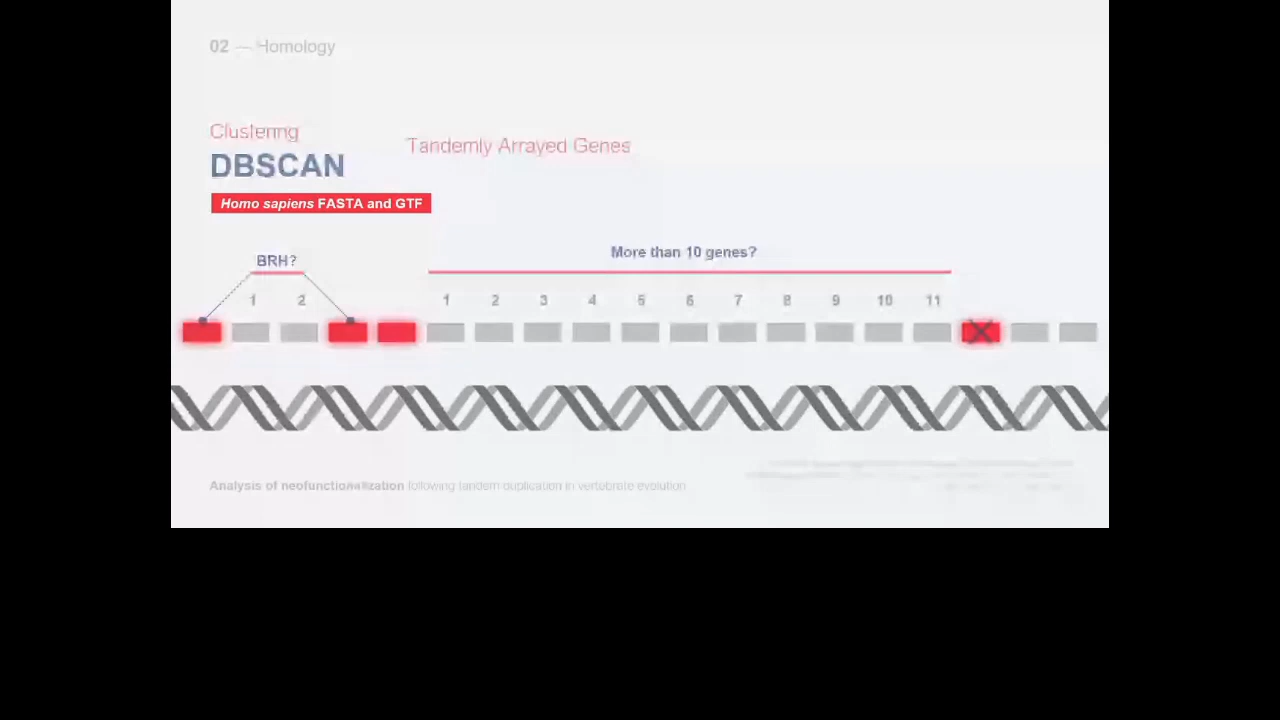 02 — Homology
Clustering
DBSCAN
Tandemly Arrayed Genes
Homo sapiens FASTA and GTF
BRH?
More than 10 genes?
1 2 1 2 3 4 5 6 7 8 9 10 11
Analysis of neofunctionalization following tandem duplication in vertebrate evolution